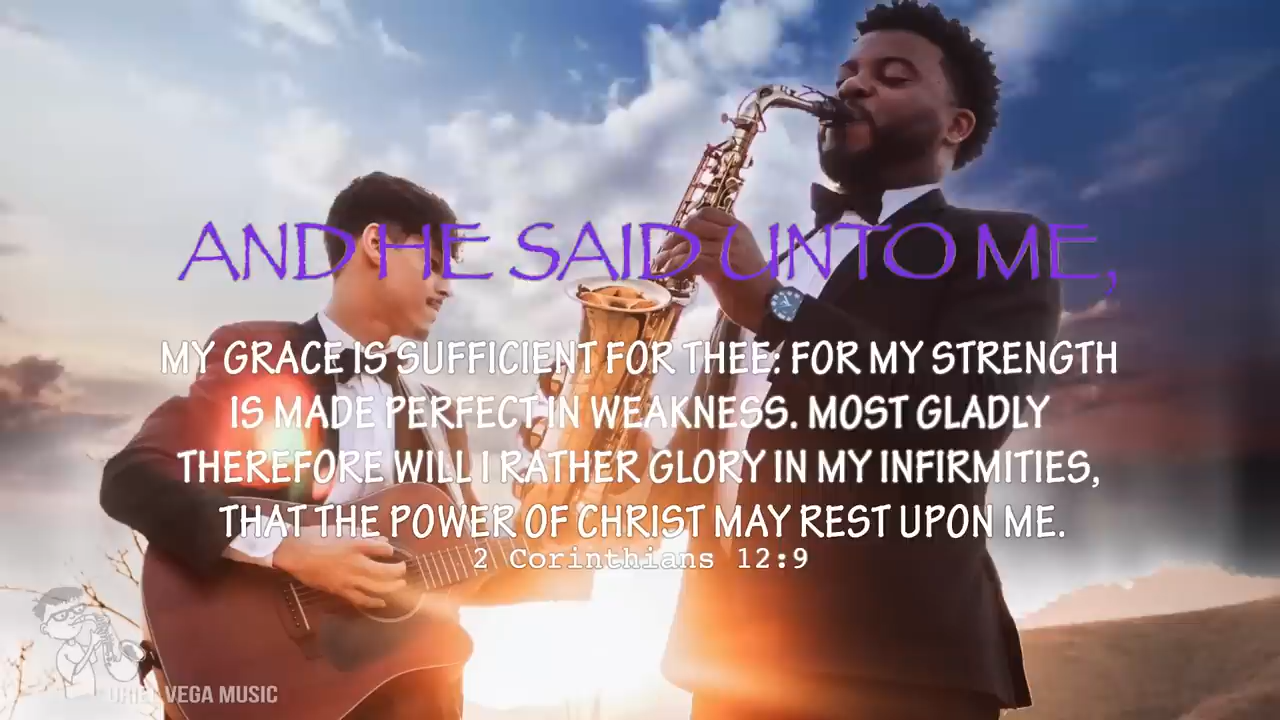 AND HE SAID UNTO ME,
MY GRACE IS SUFFICIENT FOR THEE: FOR MY STRENGTH
IS MADE PERFECT IN WEAKNESS. MOST GLADLY
THEREFORE WILL I RATHER GLORY IN MY INFIRMITIES,
THAT THE POWER OF CHRIST MAY REST UPON ME.
2 Corinthians 12:9
URIEL VEGA MUSIC